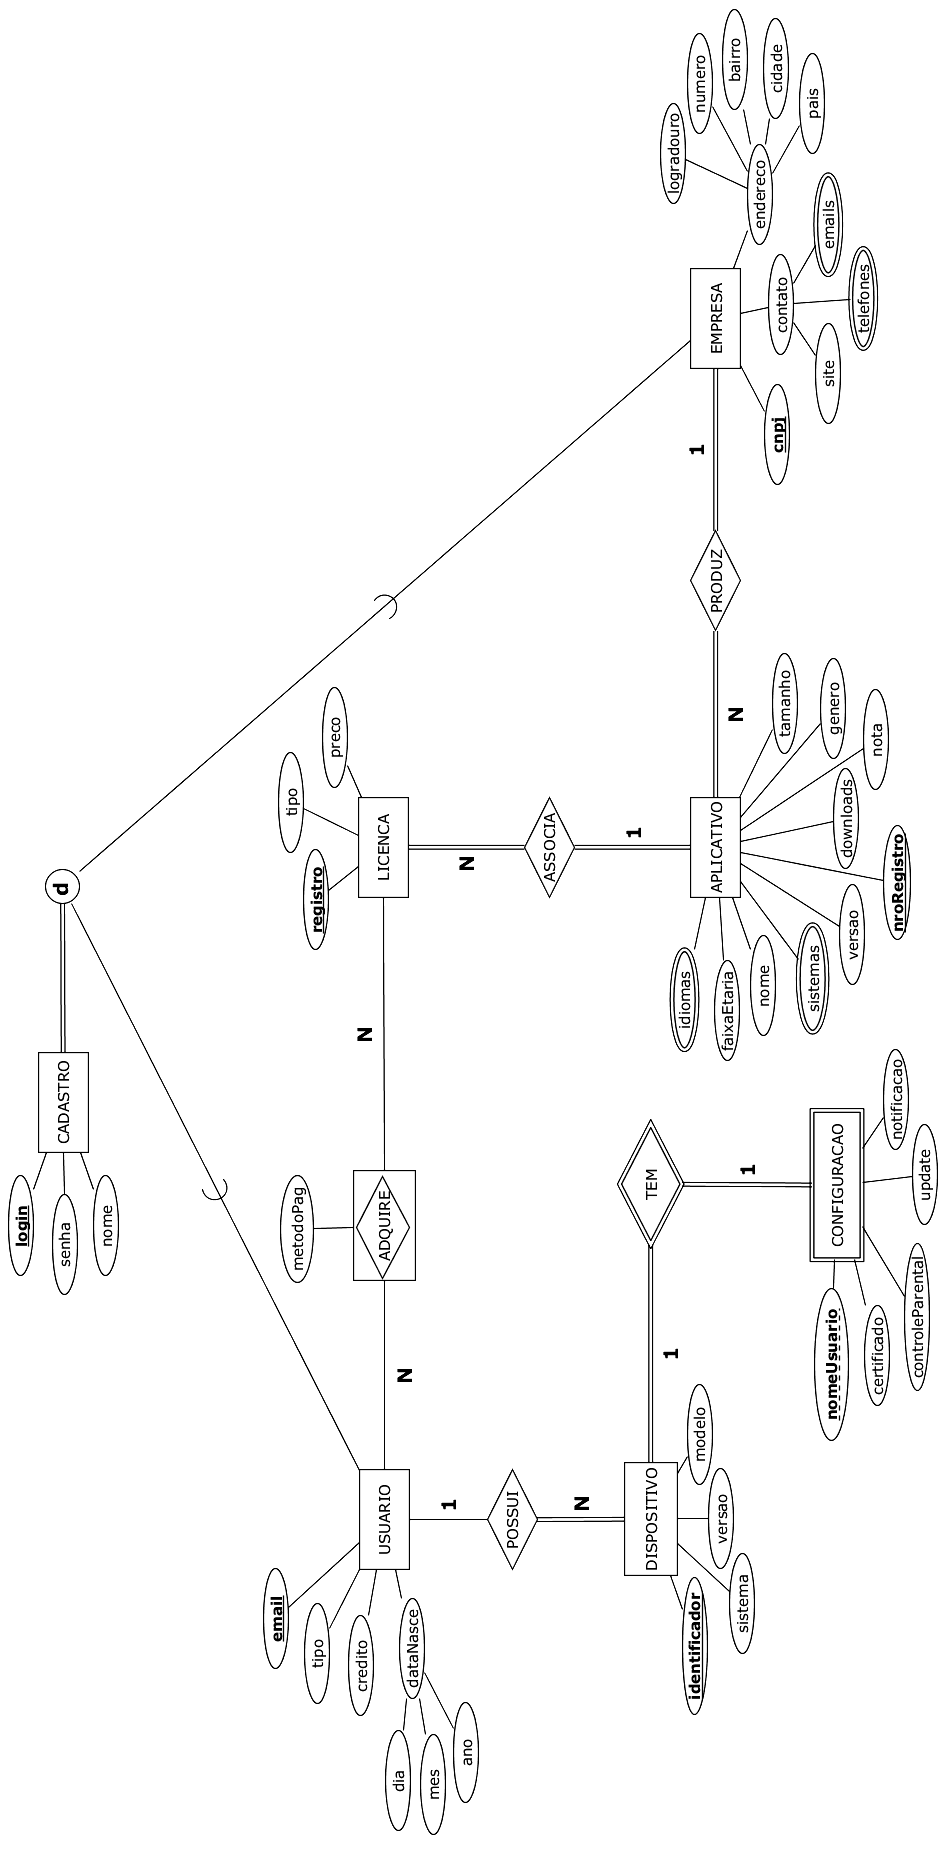 login
senha
nome
CADASTRO
d
email
tipo
credito
dataNasce
dia
mes
ano
USUARIO
N
metodoPag
ADQUIRE
N
registro
tipo
preco
LICENCA
1
POSSUI
N
N
ASSOCIA
1
identificador
sistema
versao
modelo
DISPOSITIVO
1
TEM
1
CONFIGURACAO
nomeUsuario
certificado
controleParental
update
notificacao
idiomas
faixaEtaria
nome
sistemas
versao
nroRegistro
downloads
nota
genero
tamanho
APLICATIVO
N
PRODUZ
1
EMPRESA
cnpj
contato
site
telefones
emails
endereco
logradouro
numero
bairro
cidade
pais